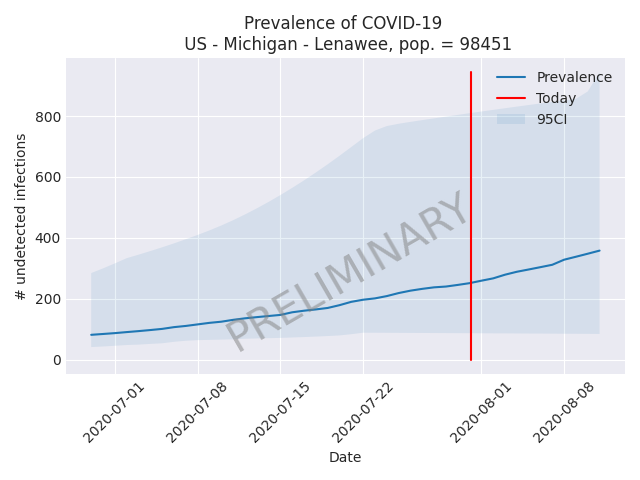 Prevalence of COVID-19
US - Michigan - Lenawee, pop. = 98451
Prevalence
Today
95CI
# undetected infections
800
600
400
200
0
PRELIMINARY
2020-07-01
2020-07-08
2020-07-15
2020-07-22
2020-08-01
2020-08-08
Date